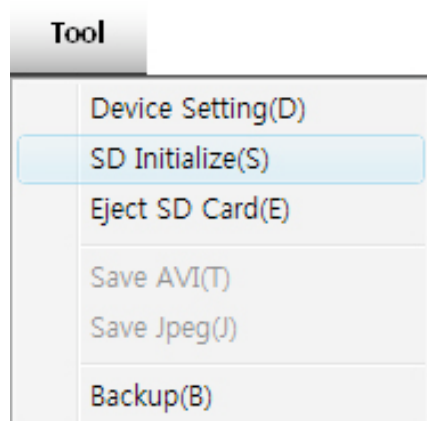 Tool
Device Setting(D)
SD Initialize(S)
Eject SD Card(E)
Save AVI(T)
Save Jpeg(J)
Backup(B)